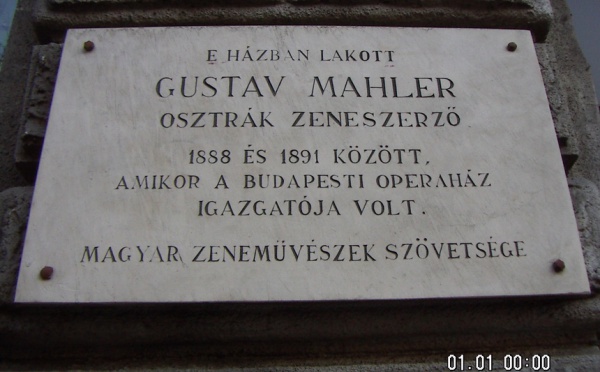 E HÁZBAN LAKOTT
GUSTAV MAHLER
OSZTRÁK ZENESZERZŐ
1888 ÉS 1891 KÖZÖTT,
AMIKOR A BUDAPESTI OPERAHÁZ
IGAZGATÓJA VOLT.
MAGYAR ZENEMŰVÉSZEK SZÖVETSÉGE
01.01 00:00